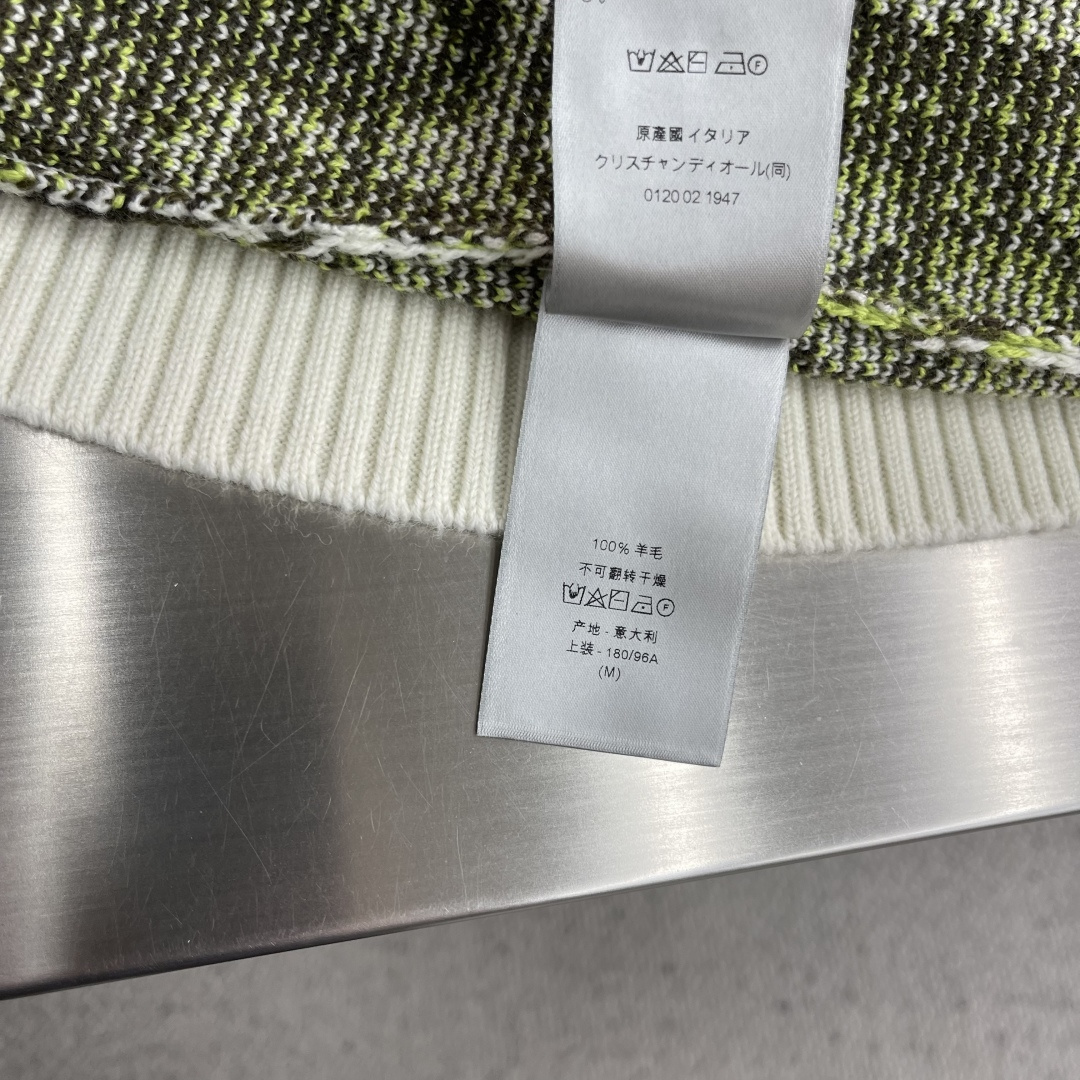 原產國イタリア
クリスチャンディオール(同)
0120 02 1947
100% 羊毛
不可翻转干燥
F
产地 - 意大利
上装 - 180/96A
(M)